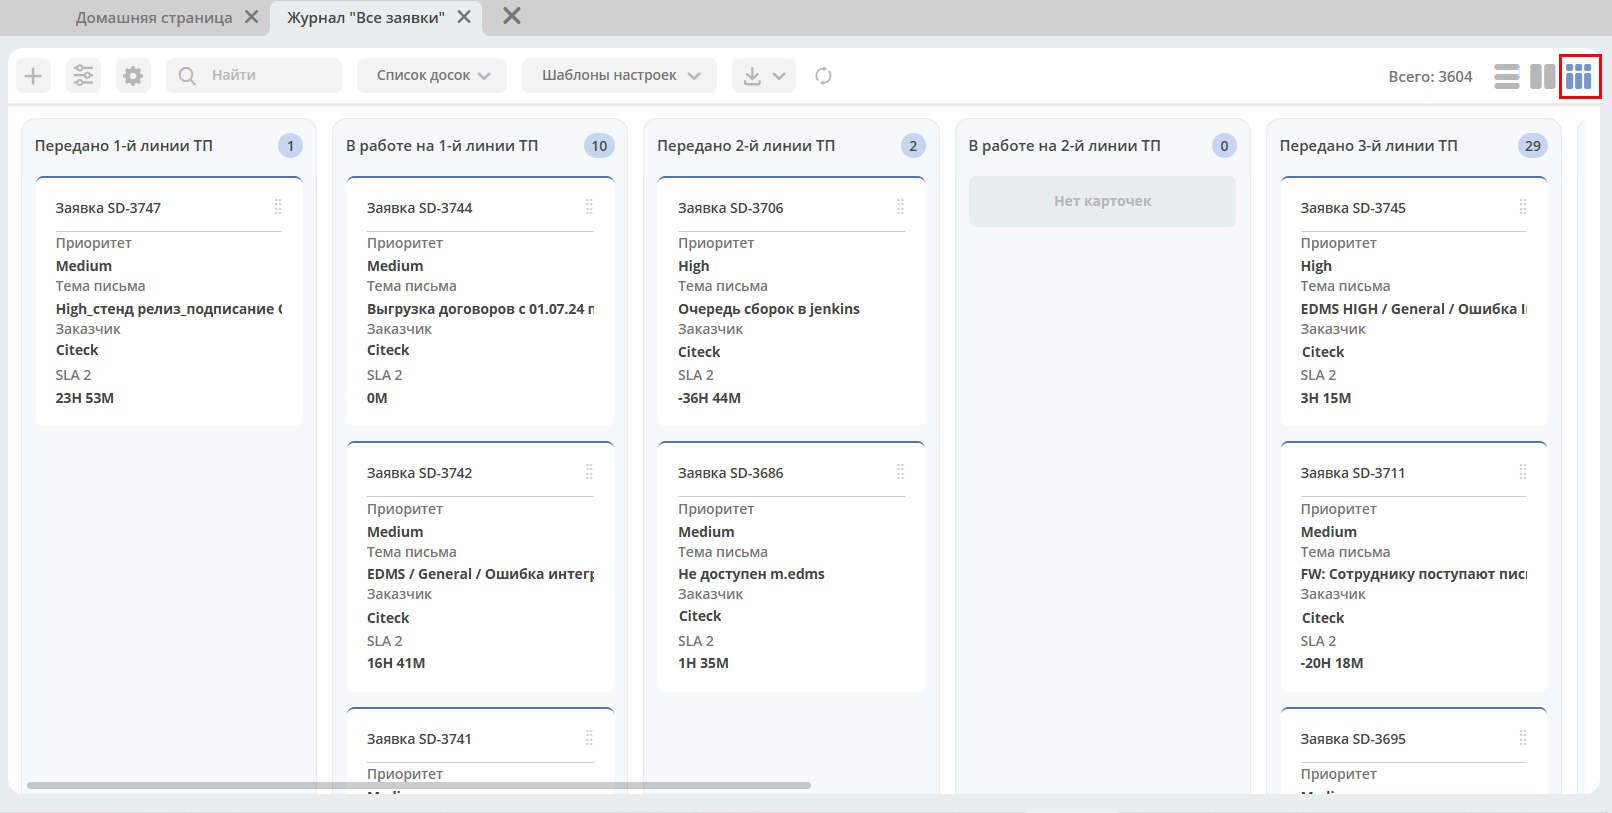 Домашняя страница
Журнал "Все заявки"
Найти
Список досок
Шаблоны настроек
Всего: 3604
Передано 1-й линии ТП 1
Заявка SD-3747
Приоритет
Medium
Тема письма
High_стенд релиз_подписание
Заказчик
Citeck
SLA 2
23H 53M
В работе на 1-й линии ТП 10
Заявка SD-3744
Приоритет
Medium
Тема письма
Выгрузка договоров с 01.07.24
Заказчик
Citeck
SLA 2
0M
Заявка SD-3742
Приоритет
Medium
Тема письма
EDMS / General / Ошибка интегр
Заказчик
Citeck
SLA 2
16H 41M
Заявка SD-3741
Приоритет
Передано 2-й линии ТП 2
Заявка SD-3706
Приоритет
High
Тема письма
Очередь сборок в jenkins
Заказчик
Citeck
SLA 2
-36H 44M
Заявка SD-3686
Приоритет
Medium
Тема письма
Не доступен m.edms
Заказчик
Citeck
SLA 2
1H 35M
В работе на 2-й линии ТП 0
Нет карточек
Передано 3-й линии ТП 29
Заявка SD-3745
Приоритет
High
Тема письма
EDMS HIGH / General / Ошибка
Заказчик
Citeck
SLA 2
3H 15M
Заявка SD-3711
Приоритет
Medium
Тема письма
FW: Сотруднику поступают
Заказчик
Citeck
SLA 2
-20H 18M
Заявка SD-3695
Приоритет